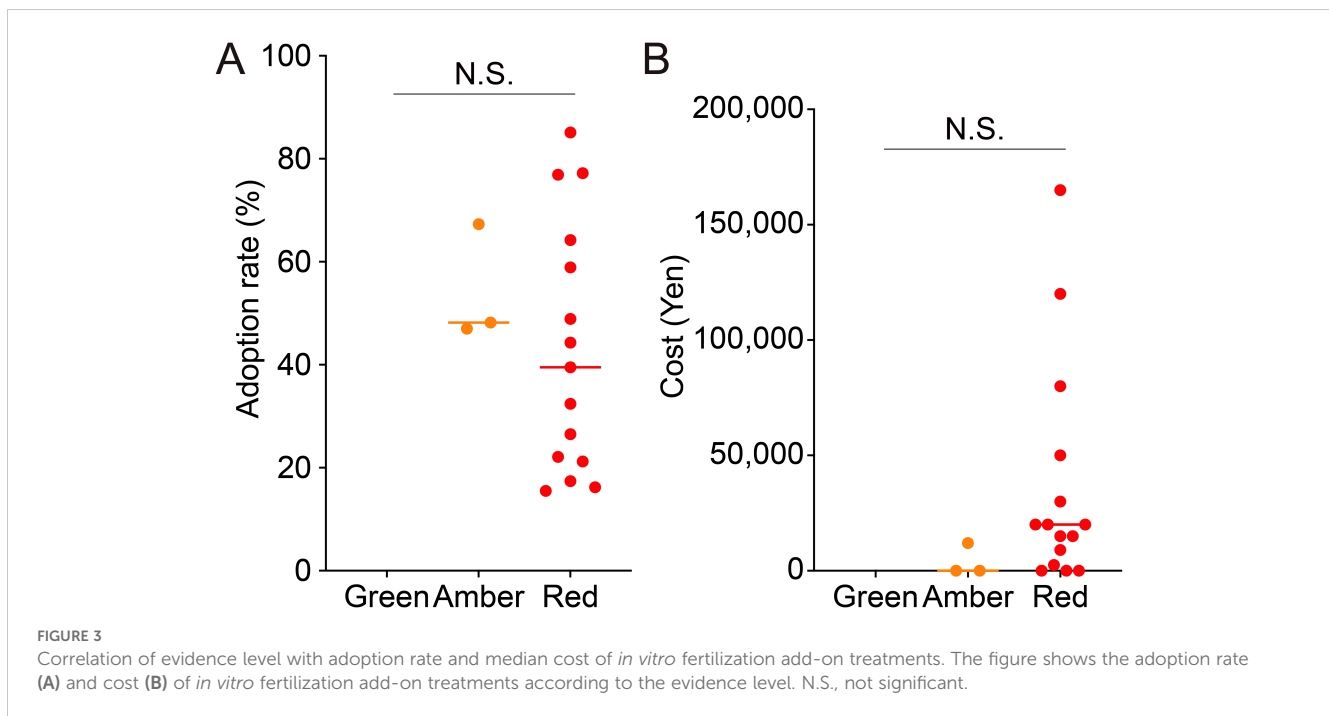 A
N.S.
100
80
60
40
20
0
Adoption rate (%)
Green Amber Red
B
N.S.
200,000
150,000
100,000
50,000
0
Cost (Yen)
Green Amber Red
FIGURE 3
Correlation of evidence level with adoption rate and median cost of in vitro fertilization add-on treatments. The figure shows the adoption rate
(A) and cost (B) of in vitro fertilization add-on treatments according to the evidence level. N.S., not significant.